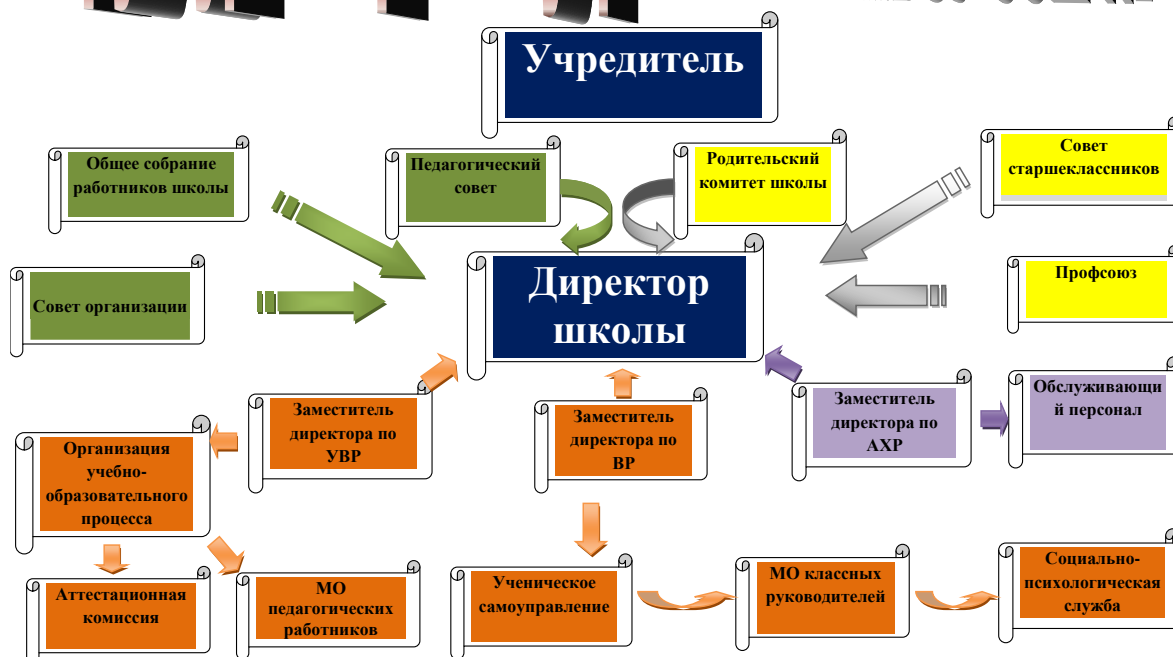 Учредитель
Общее собрание
работников школы
Педагогический
совет
Родительский
комитет школы
Совет
старшеклассников
Совет организации
Директор
школы
Профсоюз
Заместитель
директора по
УВР
Заместитель
директора по
ВР
Заместитель
директора по
АХР
Обслуживающи
й персонал
Организация
учебно-
образовательного
процесса
Аттестационная
комиссия
МО
педагогических
работников
Ученическое
самоуправление
МО классных
руководителей
Социально-
психологическая
служба